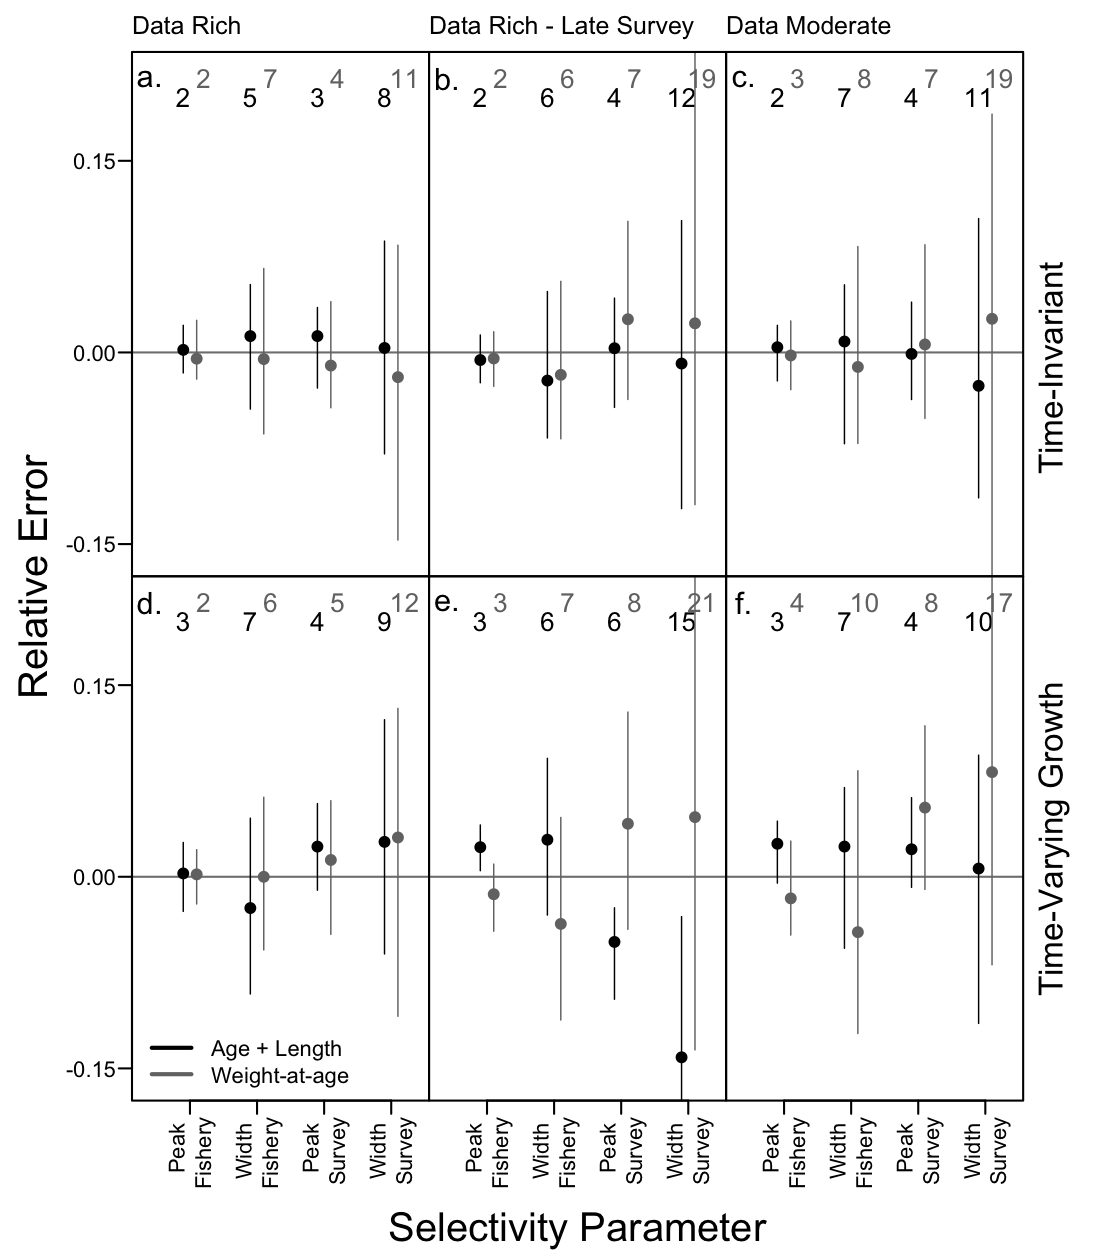 Data Rich
Data Rich - Late Survey
Data Moderate
a. 2 7 4 11
2 5 3 8
b. 2 6 7 19
2 6 4 12
c. 3 8 7 19
2 7 4 11
0.15
0.00
-0.15
Time-Invariant
Relative Error
d. 2 6 5 12
3 7 4 9
e. 3 7 8 21
3 6 6 15
f. 4 10 8 17
3 7 4 10
0.15
0.00
-0.15
Time-Varying Growth
Age + Length
Weight-at-age
Peak
Fishery
Width
Fishery
Peak
Survey
Width
Survey
Peak
Fishery
Width
Fishery
Peak
Survey
Width
Survey
Peak
Fishery
Width
Fishery
Peak
Survey
Width
Survey
Selectivity Parameter